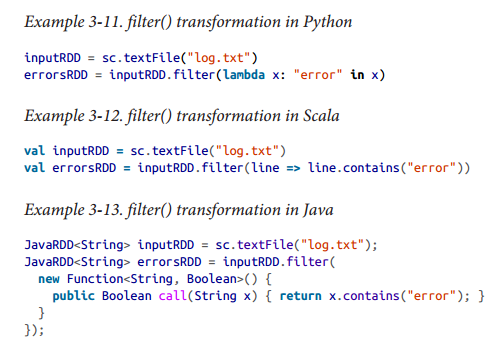 Example 3-11. filter() transformation in Python
inputRDD = sc.textFile("log.txt")
errorsRDD = inputRDD.filter(lambda x: "error" in x)
Example 3-12. filter() transformation in Scala
val inputRDD = sc.textFile("log.txt")
val errorsRDD = inputRDD.filter(line => line.contains("error"))
Example 3-13. filter() transformation in Java
JavaRDD<String> inputRDD = sc.textFile("log.txt");
JavaRDD<String> errorsRDD = inputRDD.filter(
  new Function<String, Boolean>() {
    public Boolean call(String x) { return x.contains("error"); }
  }
});